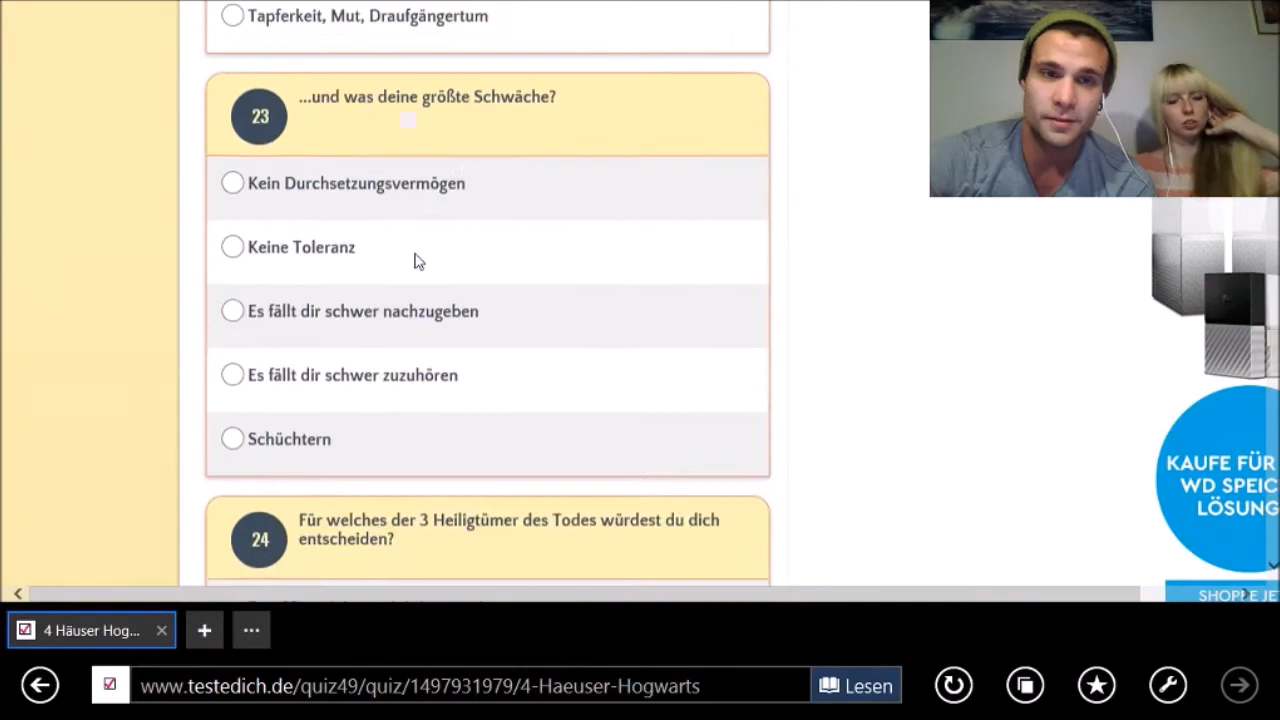 Tapferkeit, Mut, Draufgängertum
23
...und was deine größte Schwäche?
Kein Durchsetzungsvermögen
Keine Toleranz
Es fällt dir schwer nachzugeben
Es fällt dir schwer zuzuhören
Schüchtern
24
Für welches der 3 Heiligtümer des Todes würdest du dich
entscheiden?
KAUFE FÜR
WD SPEIC
LÖSUNG
SHOPPE JE
4 Häuser Hog...
www.testedich.de/quiz49/quiz/1497931979/4-Haeuser-Hogwarts
Lesen